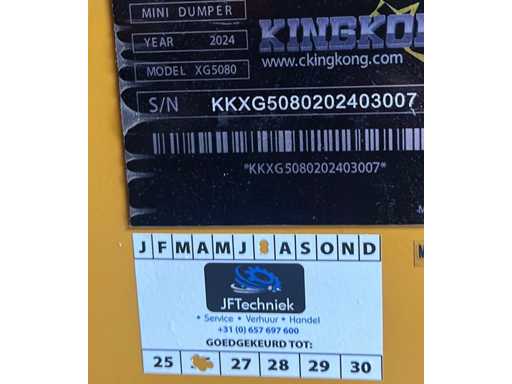 MINI DUMPER
YEAR 2024
KINGKONG
www.ckingkong.com
MODEL XG5080
S/N KKXG5080202403007
*KKXG5080202403007*
J F M A M J A S O N D
JFTechniek
• Service • Verhuur • Handel
+31 (0) 657 697 600
GOEDGEKEURD TOT:
25 27 28 29 30